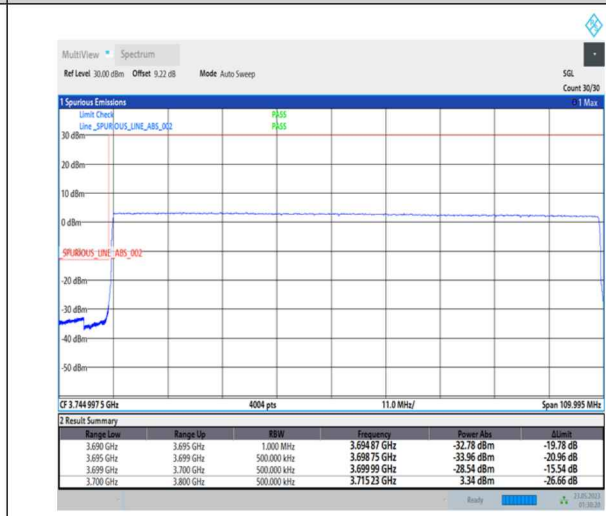 MultiView Spectrum
Ref Level 30.00 dBm Offset 9.22 dB Mode Auto Sweep SGL
Count 30/30
1 Spurious Emissions 1 Max
Limit Check PASS
Line _SPURIOUS_LINE_ABS_002 PASS
30 dBm
20 dBm
10 dBm
0 dBm
_SPURIOUS_LINE_ABS_002
-20 dBm
-30 dBm
-40 dBm
-50 dBm
CF 3.744 997 5 GHz 4004 pts 11.0 MHz/ Span 109.995 MHz
2 Result Summary
Range Low Range Up RBW Frequency Power Abs ΔLimit
3.690 GHz 3.695 GHz 1.000 MHz 3.694 87 GHz -32.78 dBm -19.78 dB
3.695 GHz 3.699 GHz 500.000 kHz 3.698 75 GHz -33.96 dBm -20.96 dB
3.699 GHz 3.700 GHz 500.000 kHz 3.699 99 GHz -28.54 dBm -15.54 dB
3.700 GHz 3.800 GHz 500.000 kHz 3.715 23 GHz 3.34 dBm -26.66 dB
Ready 21.05.2023
01:30:20